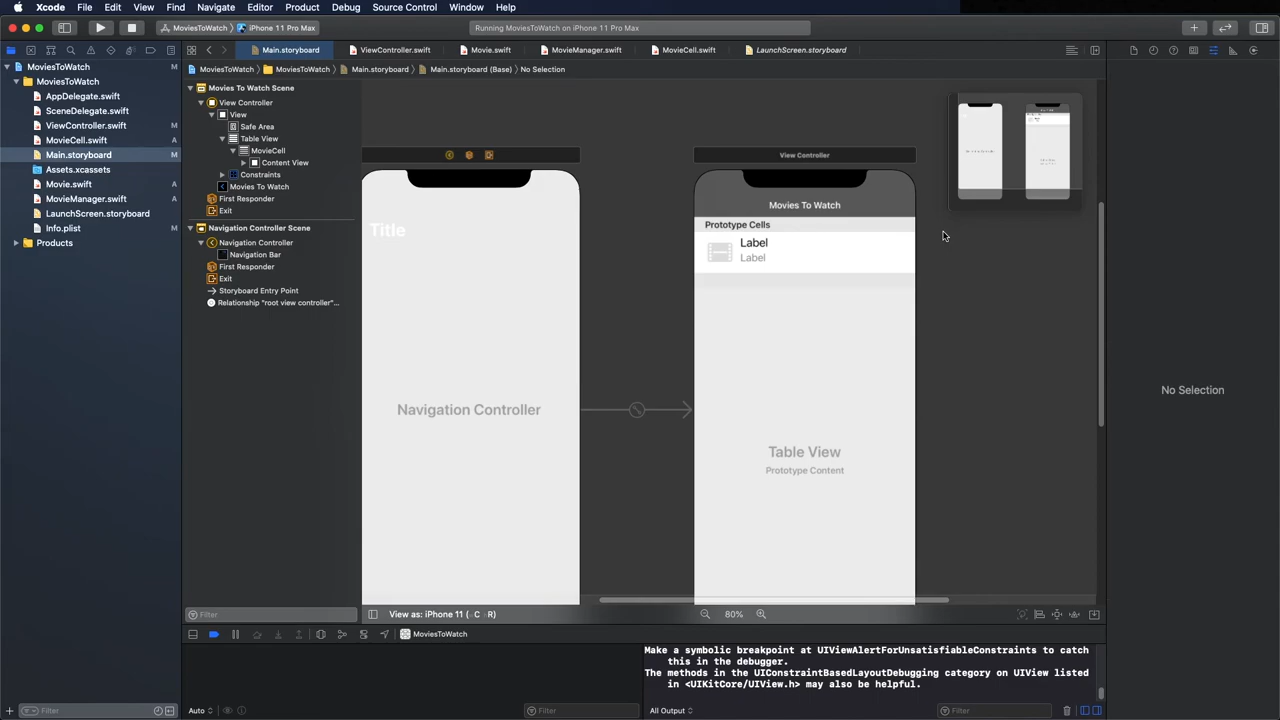 Xcode File Edit View Find Navigate Editor Product Debug Source Control Window Help
MoviesToWatch iPhone 11 Pro Max
Running MoviesToWatch on iPhone 11 Pro Max
Main.storyboard ViewController.swift Movie.swift MovieManager.swift MovieCell.swift LaunchScreen.storyboard
MoviesToWatch
MoviesToWatch MoviesToWatch Main.storyboard Main.storyboard (Base) No Selection
MoviesToWatch
AppDelegate.swift
SceneDelegate.swift
ViewController.swift M
MovieCell.swift A
Main.storyboard M
Assets.xcassets
Movie.swift A
MovieManager.swift A
LaunchScreen.storyboard
Info.plist
Products
Movies To Watch Scene
View Controller
View
Safe Area
Table View
MovieCell
Content View
Constraints
Movies To Watch
First Responder
Exit
Navigation Controller Scene
Navigation Controller
Navigation Bar
First Responder
Exit
Storyboard Entry Point
Relationship "root view controller"...
Title
Navigation Controller
View Controller
Movies To Watch
Prototype Cells
Label
Label
Table View
Prototype Content
No Selection
Filter
View as: iPhone 11 ( C R)
80%
MoviesToWatch
Make a symbolic breakpoint at UIViewAlertForUnsatisfiableConstraints to catch
this in the debugger.
The methods in the UIConstraintBasedLayoutDebugging category on UIView listed
in <UIKitCore/UIView.h> may also be helpful.
Filter
Auto
Filter
All Output
Filter